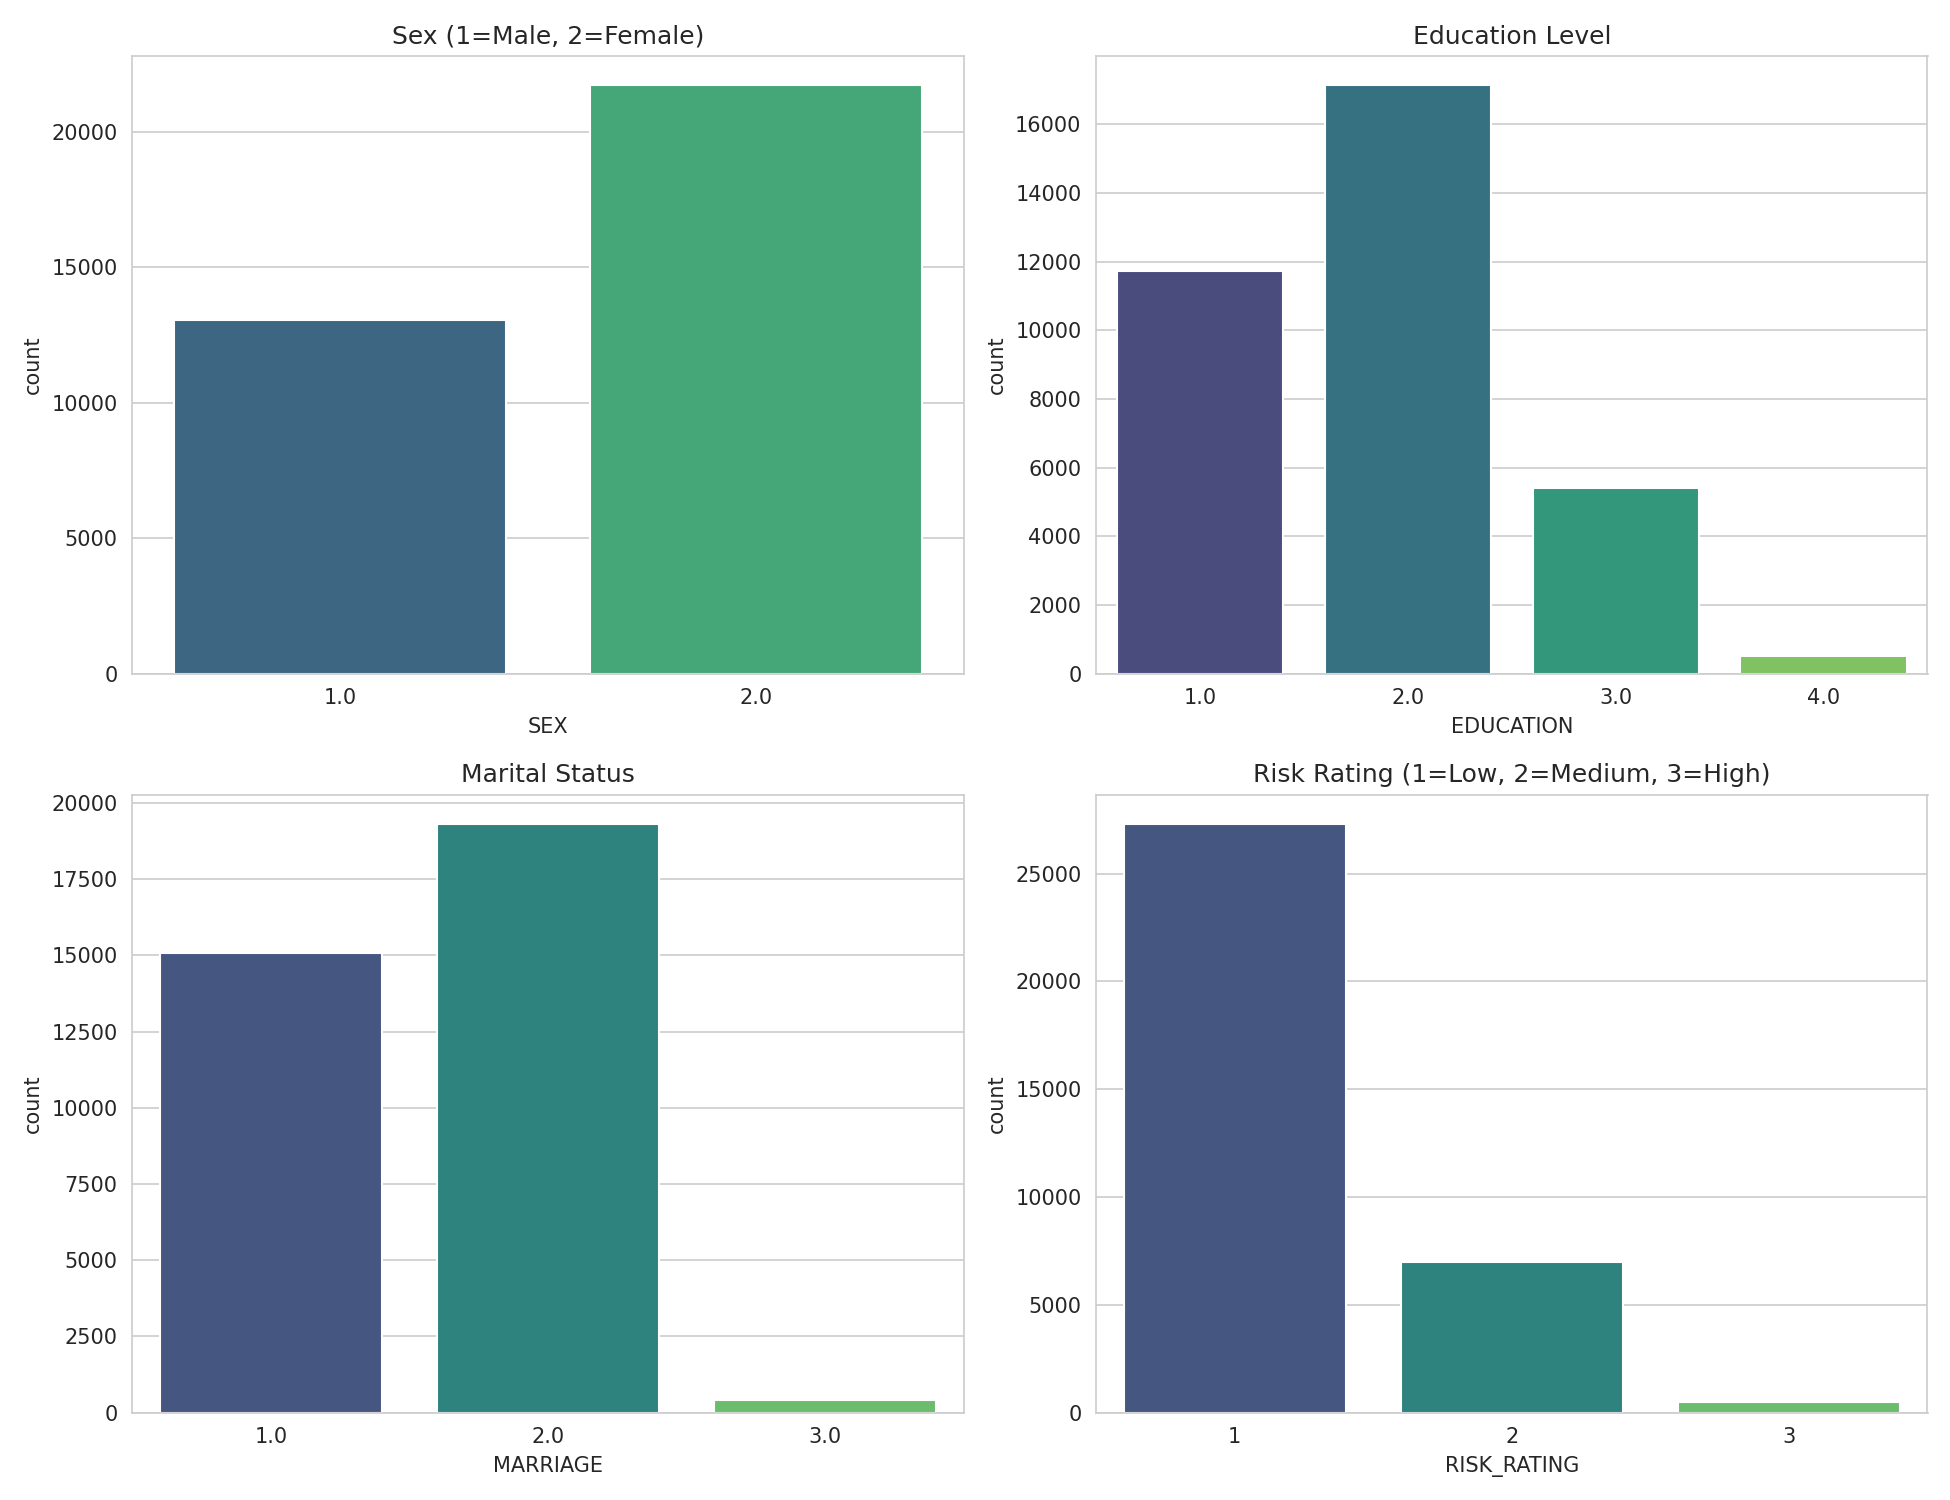 Sex (1=Male, 2=Female)
count
20000
15000
10000
5000
0
1.0 2.0
SEX
Education Level
count
16000
14000
12000
10000
8000
6000
4000
2000
0
1.0 2.0 3.0 4.0
EDUCATION
Marital Status
count
20000
17500
15000
12500
10000
7500
5000
2500
0
1.0 2.0 3.0
MARRIAGE
Risk Rating (1=Low, 2=Medium, 3=High)
count
25000
20000
15000
10000
5000
0
1 2 3
RISK_RATING